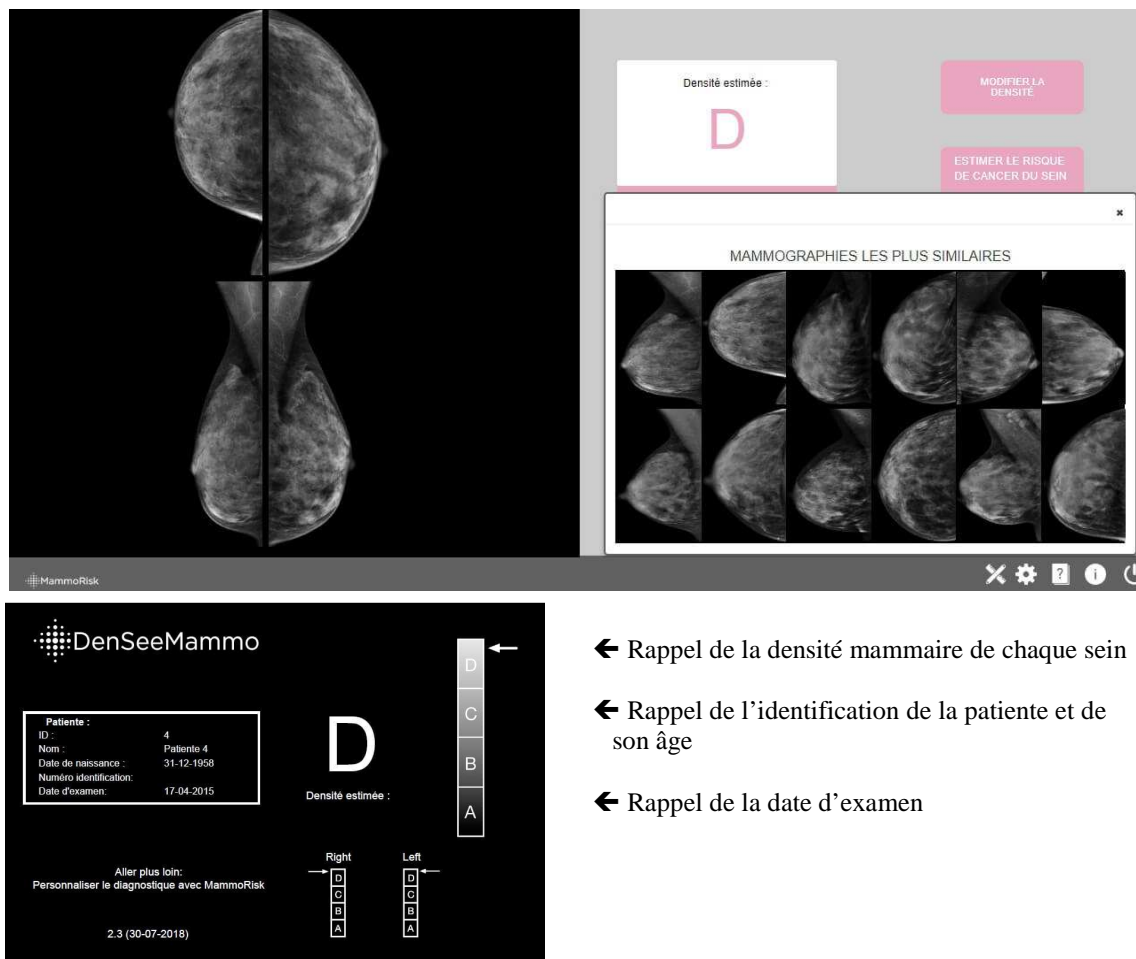 Densité estimée :
D
MODIFIER LA
DENSITÉ
ESTIMER LE RISQUE
DE CANCER DU SEIN
×
MAMMOGRAPHIES LES PLUS SIMILAIRES
MammoRisk
?
i
DenSeeMammo
Patiente :
ID : 4
Nom : Patiente 4
Date de naissance : 31-12-1958
Numéro identification:
Date d'examen: 17-04-2015
D
Densité estimée :
D
C
B
A
Aller plus loin:
Personnaliser le diagnostique avec MammoRisk
2.3 (30-07-2018)
Right Left
D D
C C
B B
A A
← Rappel de la densité mammaire de chaque sein
← Rappel de l’identification de la patiente et de
son âge
← Rappel de la date d’examen